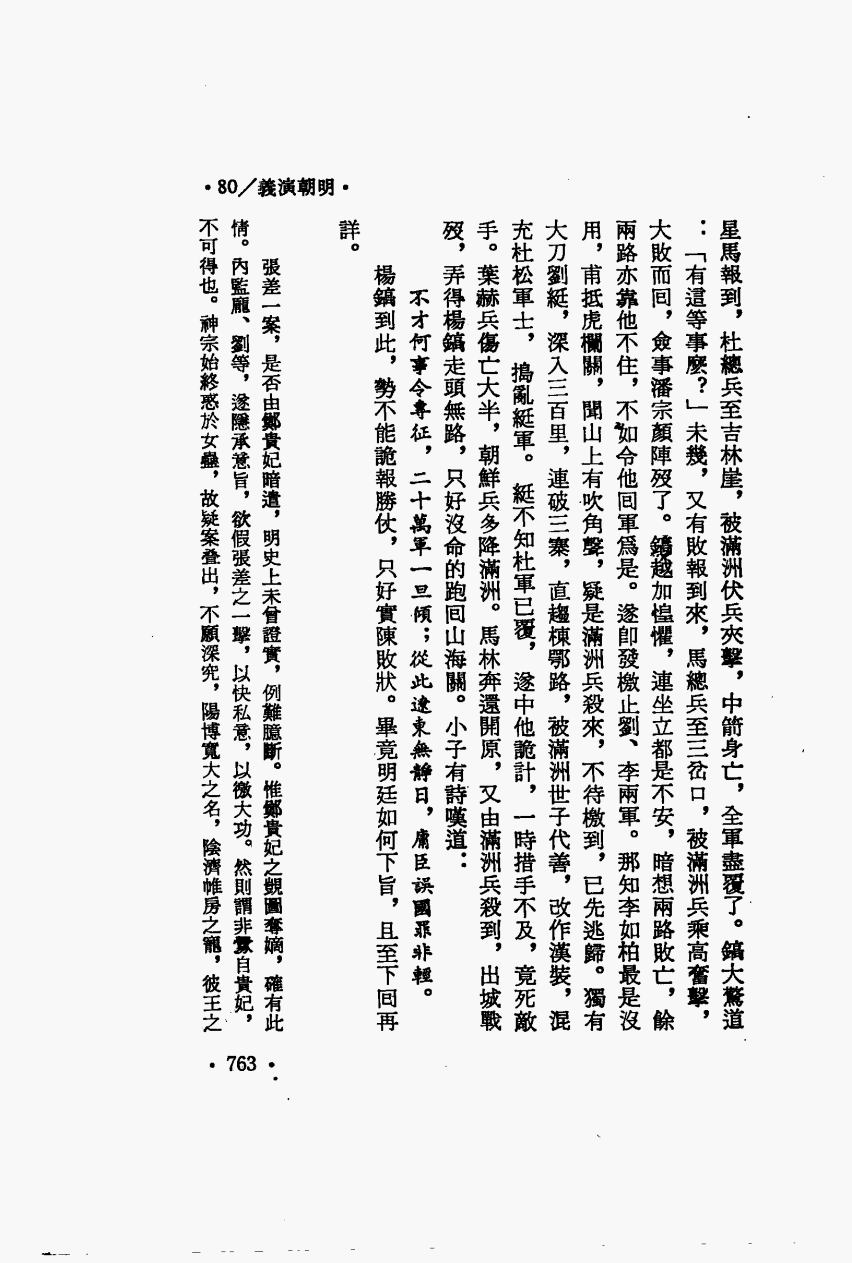 ·明朝演義／80·
星馬報到，杜總兵至吉林崖，被滿洲伏兵夾擊，中箭身亡，全軍盡覆了。鎬大驚道
：「有這等事麽？」未幾，又有敗報到來，馬總兵至三岔口，被滿洲兵乘高奮擊，
大敗而回，僉事潘宗顏陣歿了。鎬越加惶懼，連坐立都是不安，暗想兩路敗亡，餘
兩路亦靠他不住，不如令他回軍爲是。遂卽發檄止劉、李兩軍。那知李如柏最是沒
用，甫抵虎欄關，聞山上有吹角聲，疑是滿洲兵殺來，不待檄到，已先逃歸。獨有
大刀劉綎，深入三百里，連破三寨，直趨棟鄂路，被滿洲世子代善，改作漢裝，混
充杜松軍士，搗亂綎軍。綎不知杜軍已覆，遂中他詭計，一時措手不及，竟死敵
手。葉赫兵傷亡大半，朝鮮兵多降滿洲。馬林奔還開原，又由滿洲兵殺到，出城戰
歿，弄得楊鎬走頭無路，只好沒命的跑回山海關。小子有詩嘆道：
不才何事令專征，二十萬軍一旦傾；從此遼東無靜日，庸臣誤國罪非輕。
楊鎬到此，勢不能詭報勝仗，只好實陳敗狀。畢竟明廷如何下旨，且至下回再
詳。
張差一案，是否由鄭貴妃暗遣，明史上未曾證實，例難臆斷。惟鄭貴妃之覬圖奪嫡，確有此
情。內監龐、劉等，遂隱承意旨，欲假張差之一擊，以快私意，以徼大功。然則謂非釁自貴妃，
不可得也。神宗始終惑於女蠱，故疑案叠出，不願深究，陽博寬大之名，陰濟帷房之寵，彼王之
·763·